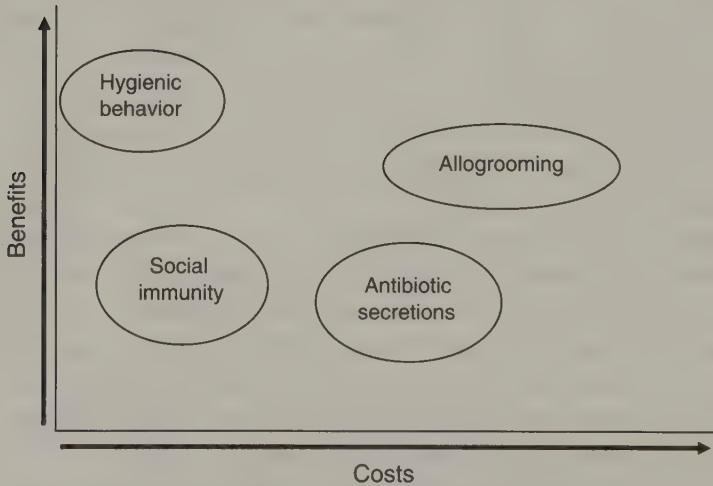 Hygienic
behavior
Allogrooming
Social
immunity
Antibiotic
secretions
Benefits
Costs